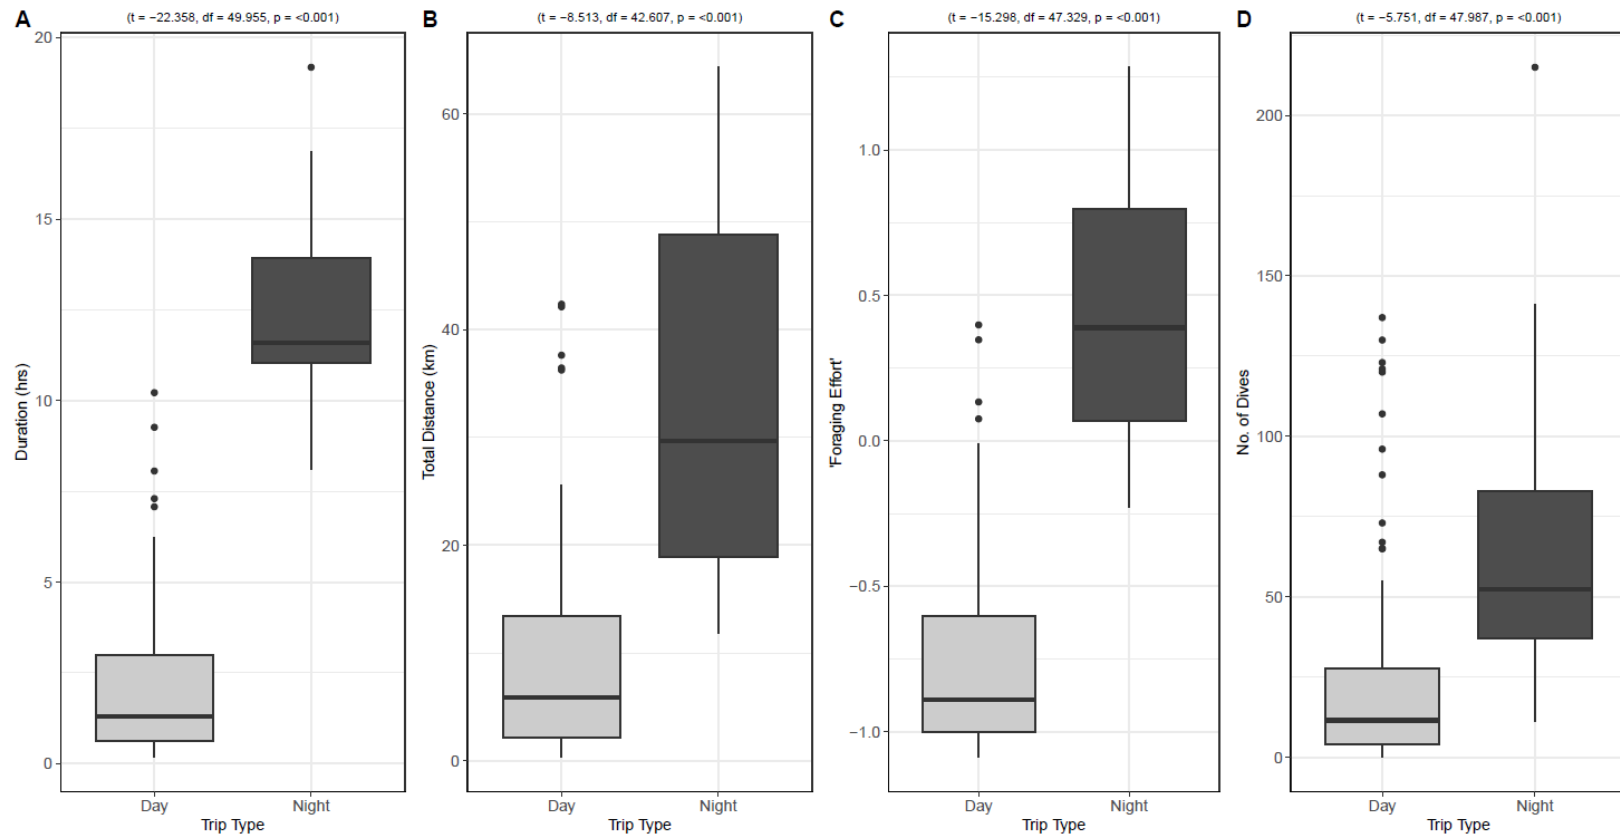 A
(t = −22.358, df = 49.955, p = <0.001)
20
15
10
5
0
Duration (hrs)
Day
Night
Trip Type
B
(t = −8.513, df = 42.607, p = <0.001)
60
40
20
0
Total Distance (km)
Day
Night
Trip Type
C
(t = −15.298, df = 47.329, p = <0.001)
1.0
0.5
0.0
−0.5
−1.0
'Foraging Effort'
Day
Night
Trip Type
D
(t = −5.751, df = 47.987, p = <0.001)
200
150
100
50
0
No. of Dives
Day
Night
Trip Type